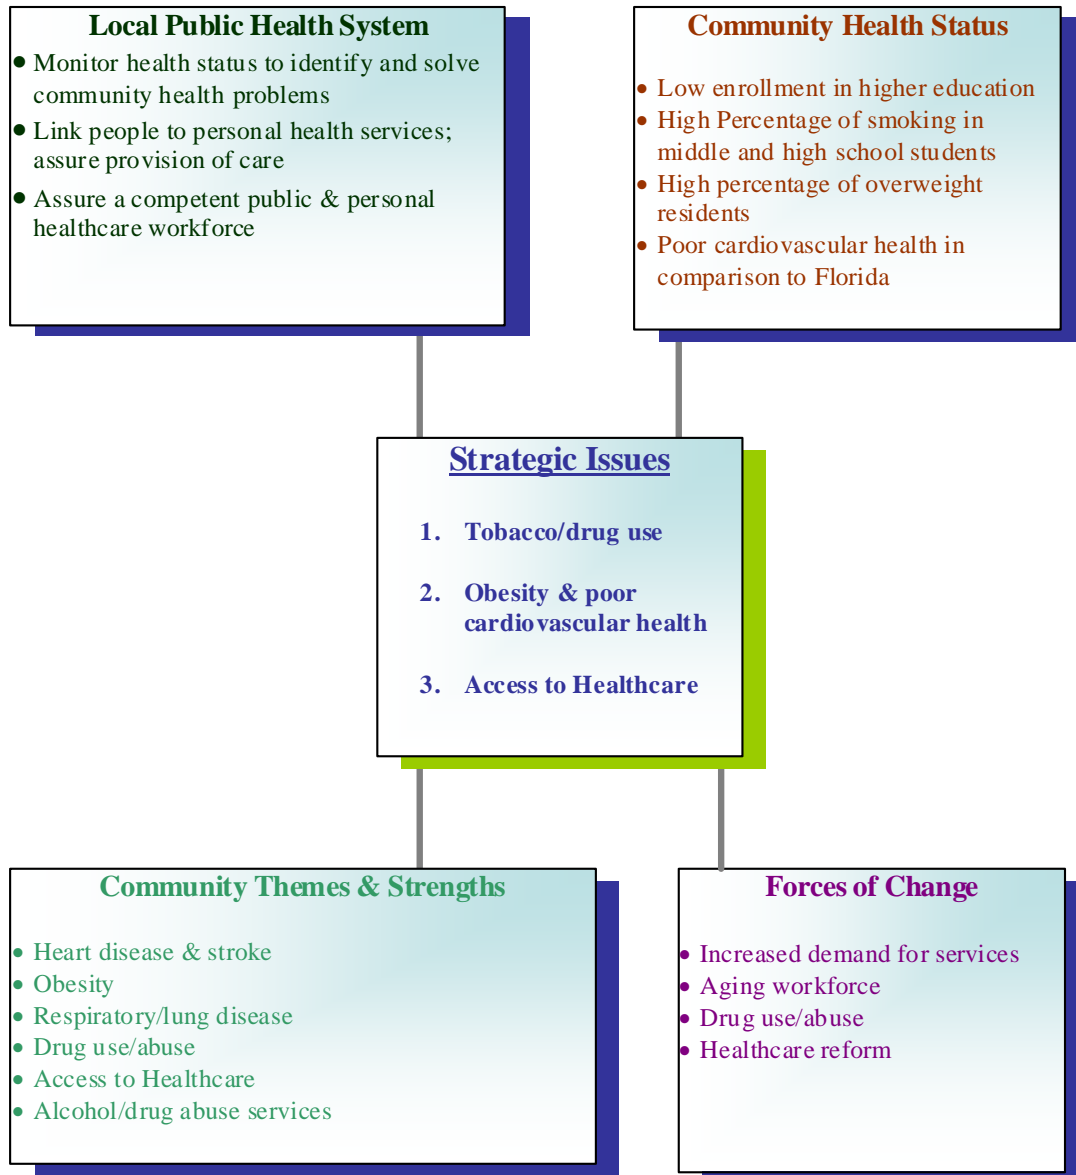 Local Public Health System
• Monitor health status to identify and solve
community health problems
• Link people to personal health services;
assure provision of care
• Assure a competent public & personal
healthcare workforce
Community Health Status
• Low enrollment in higher education
• High Percentage of smoking in
middle and high school students
• High percentage of overweight
residents
• Poor cardiovascular health in
comparison to Florida
Strategic Issues
1. Tobacco/drug use
2. Obesity & poor
cardiovascular health
3. Access to Healthcare
Community Themes & Strengths
• Heart disease & stroke
• Obesity
• Respiratory/lung disease
• Drug use/abuse
• Access to Healthcare
• Alcohol/drug abuse services
Forces of Change
• Increased demand for services
• Aging workforce
• Drug use/abuse
• Healthcare reform